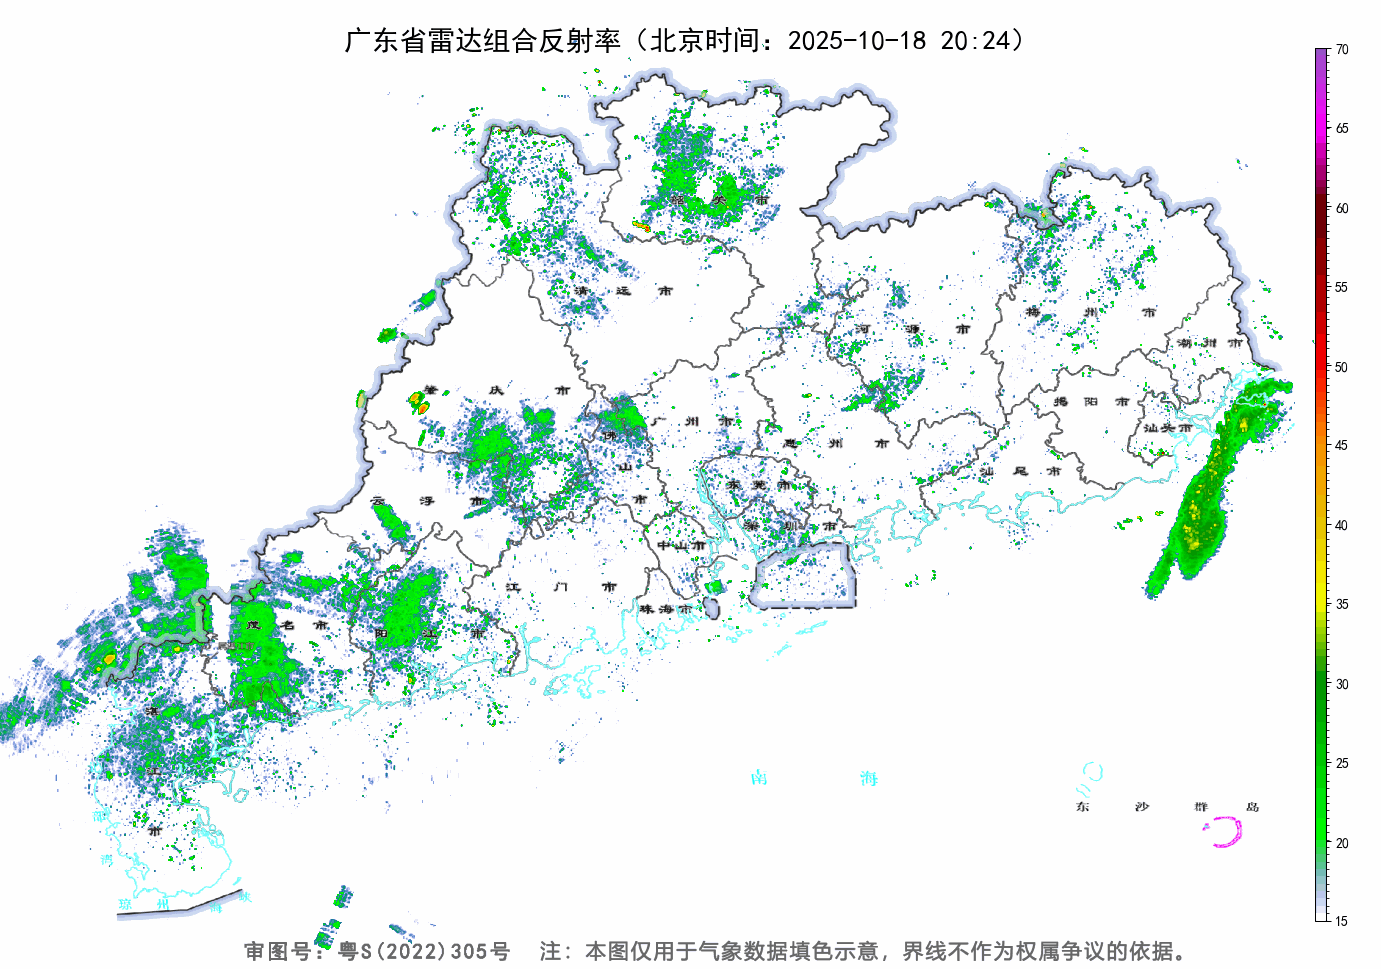 广东省雷达组合反射率（北京时间：2025-10-18 20:24）
70
65
60
55
50
45
40
35
30
25
20
15
韶 关 市
清 远 市
河 源 市
梅 州 市
潮 州 市
肇 庆 市
揭 阳 市
汕头市
广 州 市
佛 山 市
惠 州 市
汕 尾 市
云 浮 市
东 莞 市
深 圳 市
中山市
江 门 市
珠海市
茂 名 市
阳 江 市
湛 江 市
南 海
东 沙 群 岛
琼 州 海 峡
审图号：粤S(2022)305号 注：本图仅用于气象数据填色示意，界线不作为权属争议的依据。